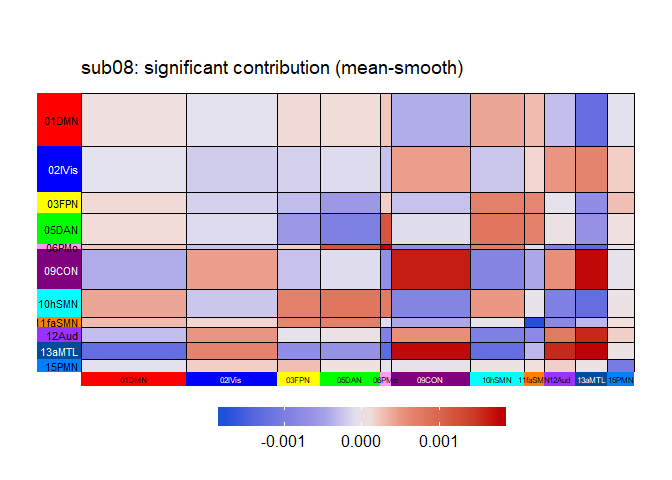 sub08: significant contribution (mean-smooth)
01DMN
02lVis
03FPN
05DAN
06PMo
09CON
10hSMN
1faSMN
12Aud
13aMTL
15PMN
01DMN 02lVis 03FPN 05DAN 06PMo 09CON 10hSMN 11faSMN 12Aud 13aMTL 15PMN
-0.001 0.000 0.001